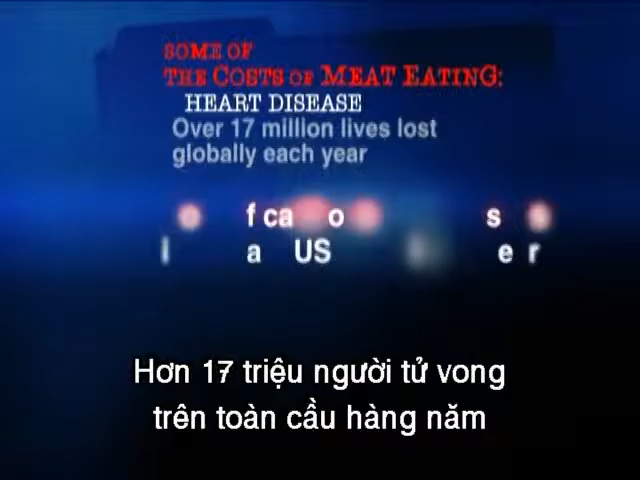 SOME OF
THE COSTS OF MEAT EATING:
HEART DISEASE
Over 17 million lives lost
globally each year
Hơn 17 triệu người tử vong
trên toàn cầu hàng năm